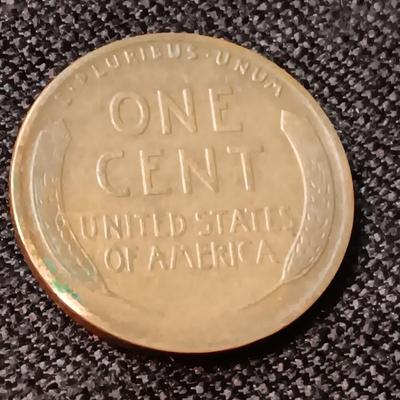 E · PLURIBUS · UNUM
ONE
CENT
UNITED STATES
OF AMERICA